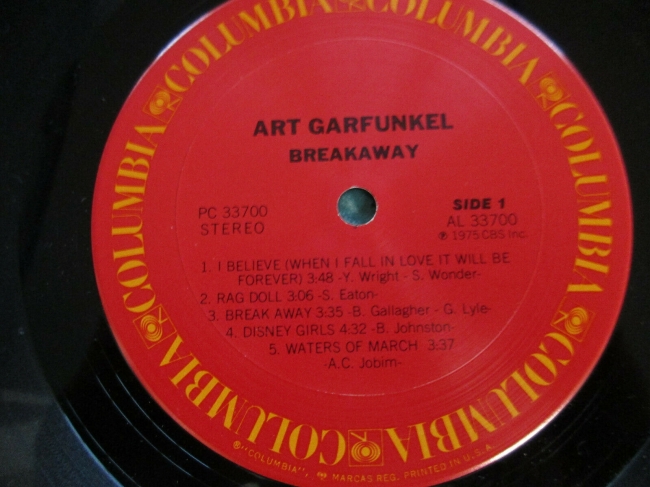 COLUMBIA COLUMBIA COLUMBIA COLUMBIA COLUMBIA COLUMBIA
ART GARFUNKEL
BREAKAWAY
PC 33700
STEREO
SIDE 1
AL 33700
℗ 1975 CBS Inc.
1. I BELIEVE (WHEN I FALL IN LOVE IT WILL BE
FOREVER) 3:48 -Y. Wright - S. Wonder-
2. RAG DOLL 3:06 -S. Eaton-
3. BREAK AWAY 3:35 -B. Gallagher - G. Lyle-
4. DISNEY GIRLS 4:32 -B. Johnston-
5. WATERS OF MARCH 3:37
-A.C. Jobim-
®"COLUMBIA", MARCAS REG. PRINTED IN U.S.A.